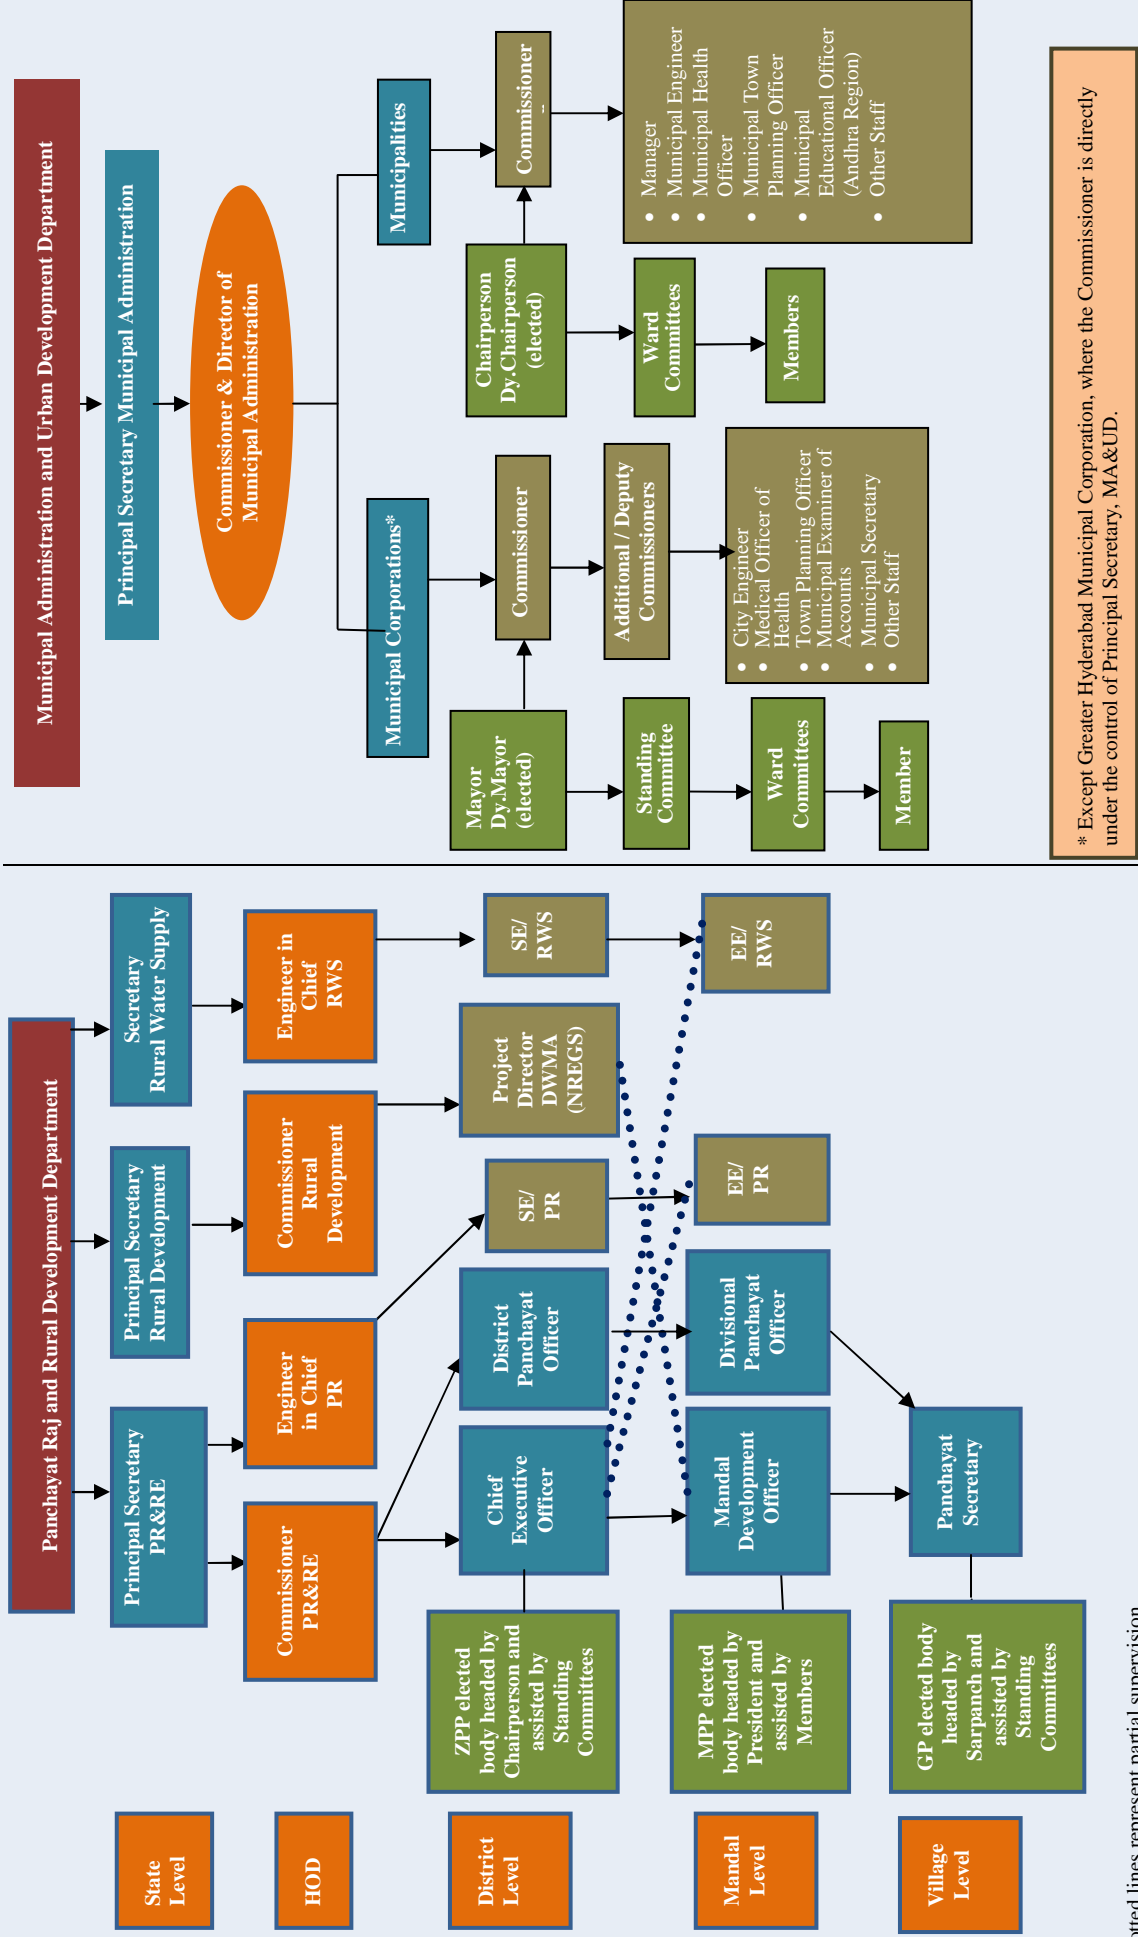 Panchayat Raj and Rural Development Department
Principal Secretary
PR&RE
Principal Secretary
Rural Development
Secretary
Rural Water Supply
Commissioner
PR&RE
Engineer
in Chief
PR
Commissioner
Rural
Development
Engineer in
Chief
RWS
State
Level
HOD
District
Level
Mandal
Level
Village
Level
ZPP elected
body headed by
Chairperson and
assisted by
Standing
Committees
Chief
Executive
Officer
District
Panchayat
Officer
SE/
PR
Project
Director
DWMA
(NREGS)
SE/
RWS
MPP elected
body headed by
President and
assisted by
Members
Mandal
Development
Officer
Divisional
Panchayat
Officer
EE/
PR
EE/
RWS
GP elected body
headed by
Sarpanch and
assisted by
Standing
Committees
Panchayat
Secretary
otted lines represent partial supervision
Municipal Administration and Urban Development Department
Principal Secretary Municipal Administration
Commissioner & Director of
Municipal Administration
Municipal Corporations*
Municipalities
Mayor
Dy.Mayor
(elected)
Commissioner
Chairperson
Dy.Chairperson
(elected)
Commissioner
--
Standing
Committee
Additional / Deputy
Commissioners
Ward
Committees
• Manager
• Municipal Engineer
• Municipal Health
Officer
• Municipal Town
Planning Officer
• Municipal
Educational Officer
(Andhra Region)
• Other Staff
Ward
Committees
• City Engineer
• Medical Officer of
Health
• Town Planning Officer
• Municipal Examiner of
Accounts
• Municipal Secretary
• Other Staff
Members
Member
* Except Greater Hyderabad Municipal Corporation, where the Commissioner is directly
under the control of Principal Secretary, MA&UD.